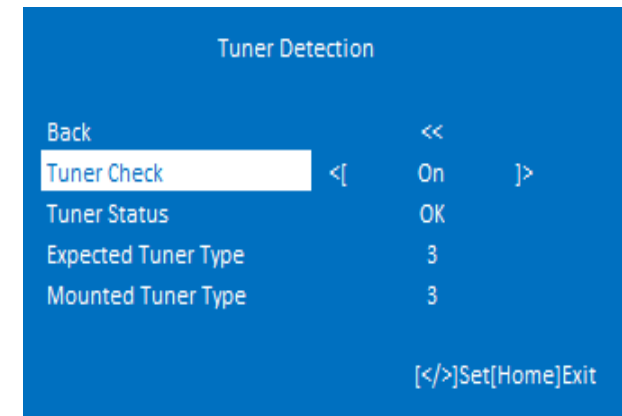 Tuner Detection
Back <<
Tuner Check <[ On ]>
Tuner Status OK
Expected Tuner Type 3
Mounted Tuner Type 3
[</>]Set[Home]Exit